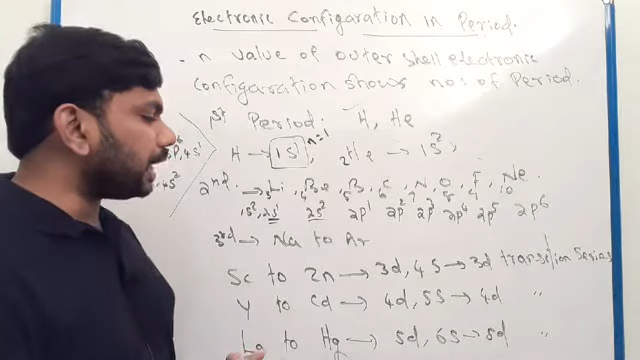 Electronic Configaration in Period.
- n value of outer shell electronic
Configaration shows no: of Period.
1st Period: H, He
H → 1S1 n=1, 2He → 1S2,
3p6, 4S1
, 4S2
2nd → 3Li, 4Be, 5B, 6C, 7N, 8O, 9F, 10Ne
1S2, 2S1 2S2 2p1 2p2 2p3 2p4 2p5 2p6
3rd → Na to Ar
Sc to Zn → 3d, 4S → 3d transition Series
Y to Cd → 4d, 5S → 4d "
La to Hg → 5d, 6S → 5d "